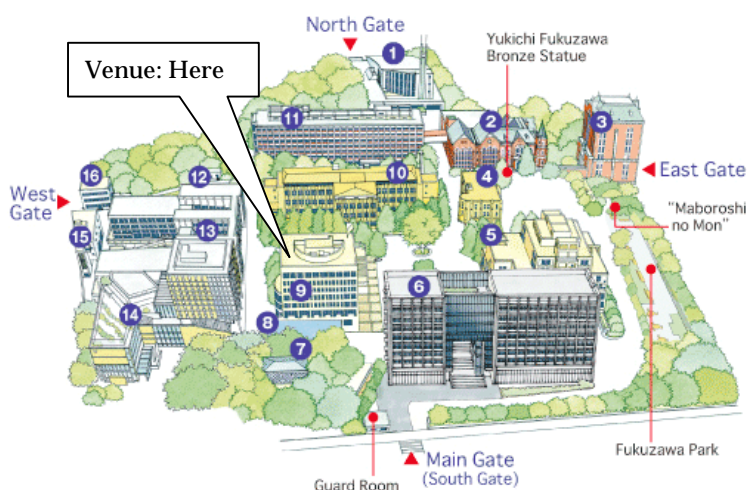 North Gate
Yukichi Fukuzawa
Bronze Statue
Venue: Here
1
2
3
11
East Gate
16
12
10
4
West
Gate
"Maboroshi
no Mon"
15
13
5
9
6
14
8
7
Fukuzawa Park
Main Gate
(South Gate)
Guard Room